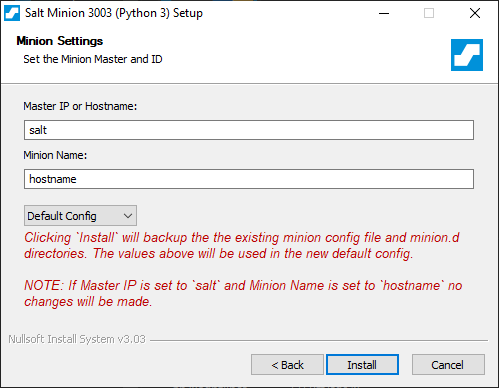 Salt Minion 3003 (Python 3) Setup
Minion Settings
Set the Minion Master and ID
Master IP or Hostname:
salt
Minion Name:
hostname
Default Config
Clicking `Install` will backup the the existing minion config file and minion.d
directories. The values above will be used in the new default config.
NOTE: If Master IP is set to `salt` and Minion Name is set to `hostname` no
changes will be made.
Nullsoft Install System v3.03
< Back
Install
Cancel